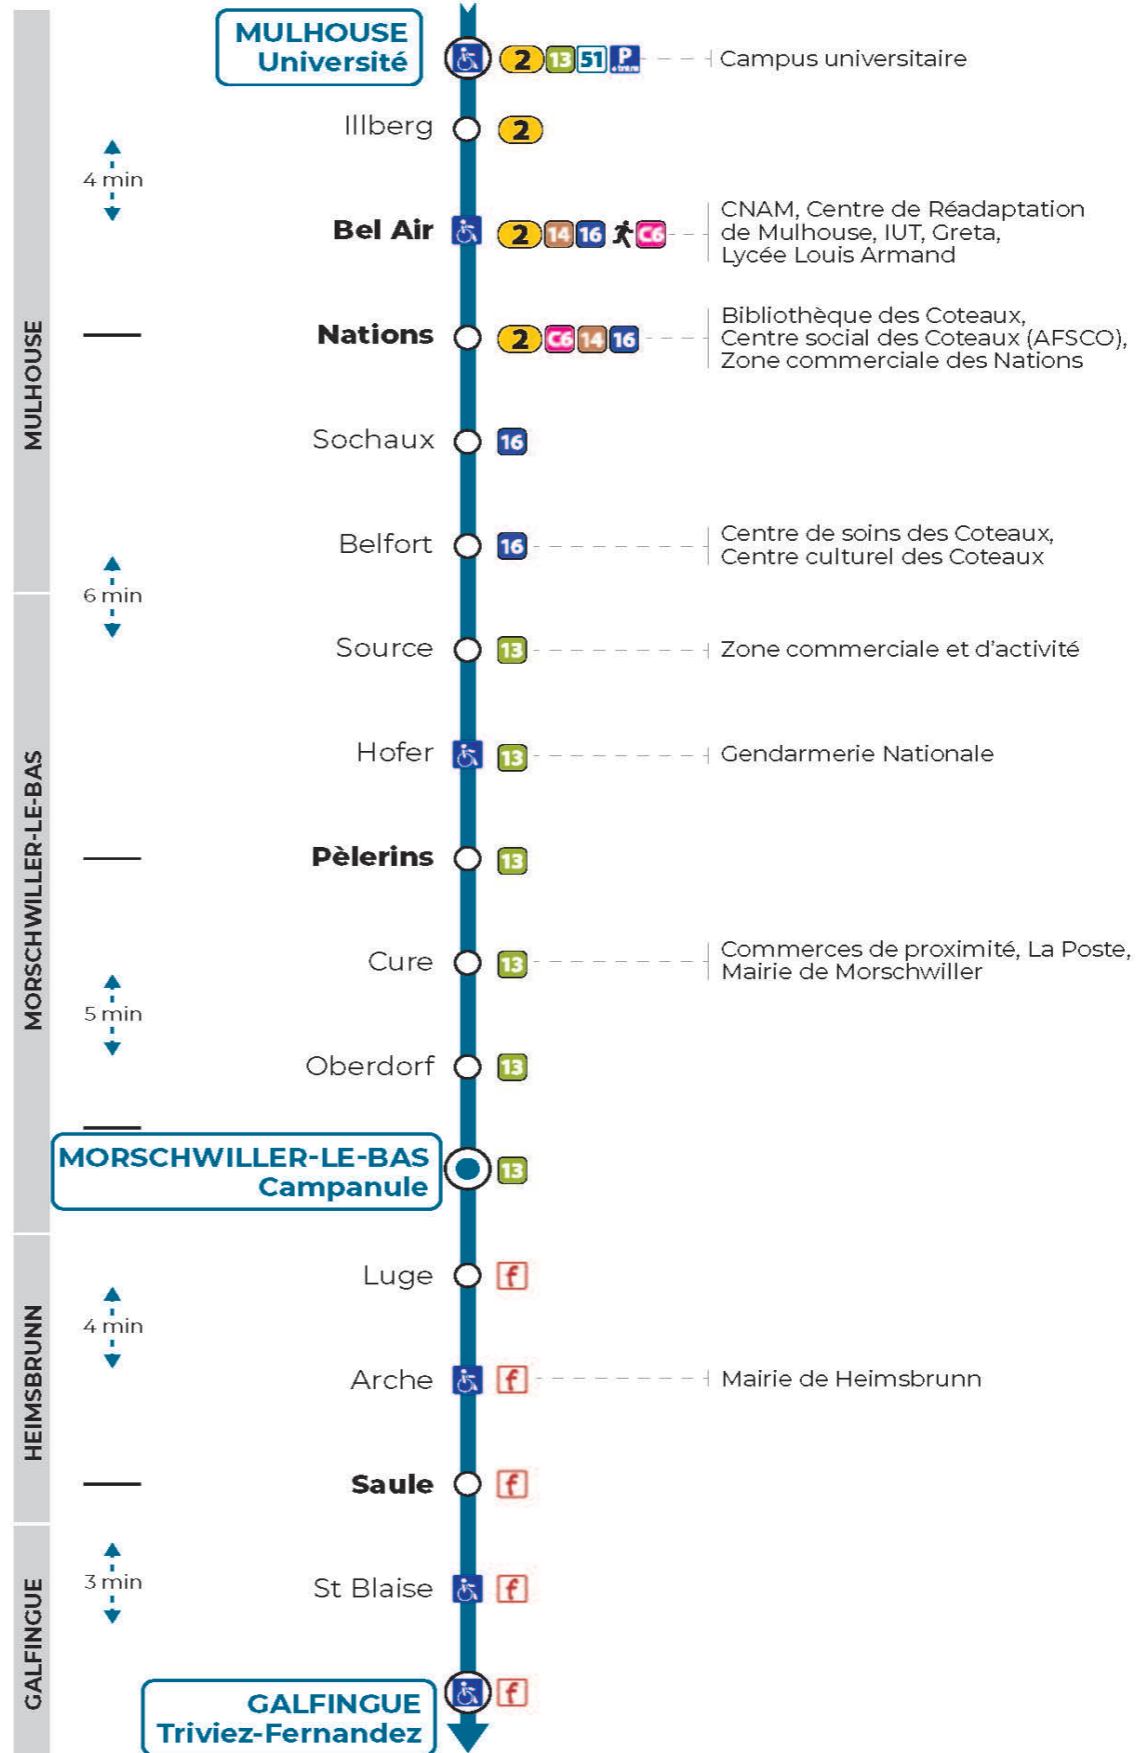 MULHOUSE
Université
2 13 51 P
+tram
Campus universitaire
Illberg
2
4 min
Bel Air
2 14 16 C6
CNAM, Centre de Réadaptation
de Mulhouse, IUT, Greta,
Lycée Louis Armand
MULHOUSE
Nations
2 C6 14 16
Bibliothèque des Coteaux,
Centre social des Coteaux (AFSCO),
Zone commerciale des Nations
Sochaux
16
Belfort
16
Centre de soins des Coteaux,
Centre culturel des Coteaux
6 min
Source
13
Zone commerciale et d'activité
MORSCHWILLER-LE-BAS
Hofer
13
Gendarmerie Nationale
Pèlerins
13
Cure
13
Commerces de proximité, La Poste,
Mairie de Morschwiller
5 min
Oberdorf
13
MORSCHWILLER-LE-BAS
Campanule
13
HEIMSBRUNN
Luge
f
4 min
Arche
f
Mairie de Heimsbrunn
Saule
f
GALFINGUE
3 min
St Blaise
f
GALFINGUE
Triviez-Fernandez
f